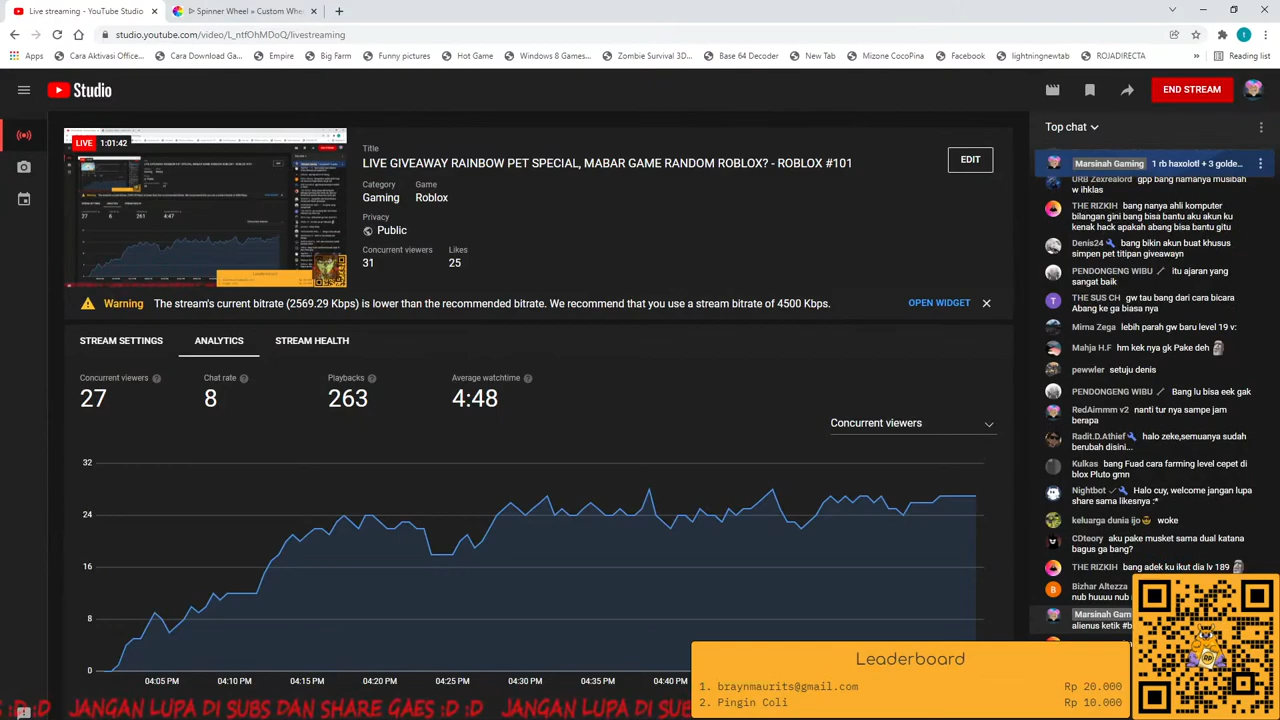 Live streaming - YouTube Studio
Spinner Wheel » Custom Whe
studio.youtube.com/video/L_ntfOhMDoQ/livestreaming
Apps
Cara Aktivasi Office...
Cara Download Ga...
Empire
Big Farm
Funny pictures
Hot Game
Windows 8 Games...
Zombie Survival 3D...
Base 64 Decoder
New Tab
Mizone CocoPina
Facebook
lightningnewtab
ROJADIRECTA
»
Reading list
Studio
END STREAM
LIVE 1:01:42
Title
LIVE GIVEAWAY RAINBOW PET SPECIAL, MABAR GAME RANDOM ROBOX? - ROBLOX #101
EDIT
Category
Gaming
Game
Roblox
Privacy
Public
Concurrent viewers
31
Likes
25
Warning The stream's current bitrate (2569.29 Kbps) is lower than the recommended bitrate. We recommend that you use a stream bitrate of 4500 Kbps.
OPEN WIDGET
STREAM SETTINGS
ANALYTICS
STREAM HEALTH
Concurrent viewers
27
Chat rate
8
Playbacks
263
Average watchtime
4:48
Concurrent viewers
32
24
16
8
0
04:05 PM
04:10 PM
04:15 PM
04:20 PM
04:25 PM
04:30 PM
04:35 PM
04:40 PM
Top chat
Marsinah Gaming 1 rb haxolotl + 3 golde...
URB Zexrealord gpp bang namanya musibah
w ihklas
THE RIZKIH bang nanya ahli komputer
bilangan gini bang bisa bantu aku akun ku
kerak reck apakah abang bisa bantu gitu
Denis24 bang bikin akun buat khusus
simpen pet titipan giveawayn
PENDONGENG WIBU itu ajaran yang
sangat baik
THE SUS CH gw tau bang dari cara bicara
Abang ke ga biasa nya
Mirna Zega lebih parah gw baru level 19 v:
Mahja H.F hm kek nya gk Pake deh
pewwler setuju denis
PENDONGENG WIBU Bang lu bisa eek gak
RedAimmm v2 nanti tur nya sampe jam
berapa
Radit.D.Athief halo zeke,semuanya sudah
berubah disini...
Kulkas bang Fuad cara farming level cepet di
blox Pluto gmn
Nightbot Halo cuy, welcome jangan lupa
share sama likesnya :*
keluarga dunia ijo woke
CDteory aku pake musket sama dual katana
bagus ga bang?
THE RIZKIH bang adek ku ikut dia lv 189
Bizhar Altezza
nub huuuu nub
Marsinah Gam
alienus ketik #b
Leaderboard
1. braynmaurits@gmail.com Rp 20.000
2. Pingin Coli Rp 10.000
JANGAN LUPA DI SUBS DAN SHARE GAES